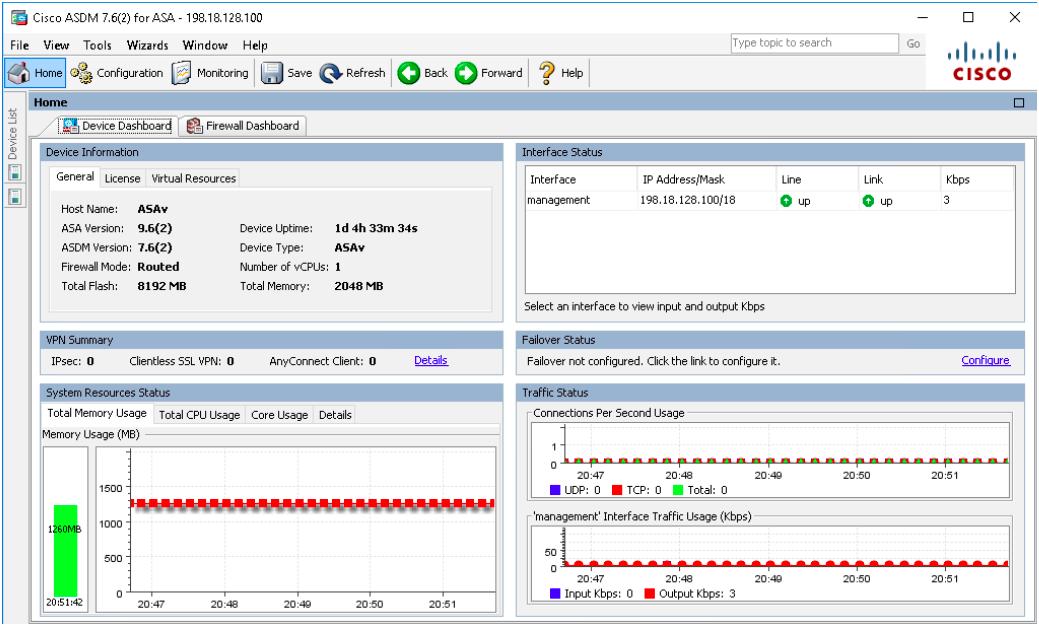 Cisco ASDM 7.6(2) for ASA - 198.18.128.100
File View Tools Wizards Window Help
Type topic to search Go
Home Configuration Monitoring Save Refresh Back Forward Help
CISCO
Device List
Home
Device Dashboard Firewall Dashboard
Device Information
General License Virtual Resources
Host Name: ASAv
ASA Version: 9.6(2) Device Uptime: 1d 4h 33m 34s
ASDM Version: 7.6(2) Device Type: ASAv
Firewall Mode: Routed Number of vCPUs: 1
Total Flash: 8192 MB Total Memory: 2048 MB
Interface Status
Interface IP Address/Mask Line Link Kbps
management 198.18.128.100/18 up up 3
Select an interface to view input and output Kbps
VPN Summary
IPsec: 0 Clientless SSL VPN: 0 AnyConnect Client: 0 Details
Failover Status
Failover not configured. Click the link to configure it. Configure
System Resources Status
Total Memory Usage Total CPU Usage Core Usage Details
Memory Usage (MB)
1260MB
20:51:42
1500
1000
500
0
20:47 20:48 20:49 20:50 20:51
Traffic Status
Connections Per Second Usage
1
0
20:47 20:48 20:49 20:50 20:51
UDP: 0 TCP: 0 Total: 0
'management' Interface Traffic Usage (Kbps)
50
0
20:47 20:48 20:49 20:50 20:51
Input Kbps: 0 Output Kbps: 3